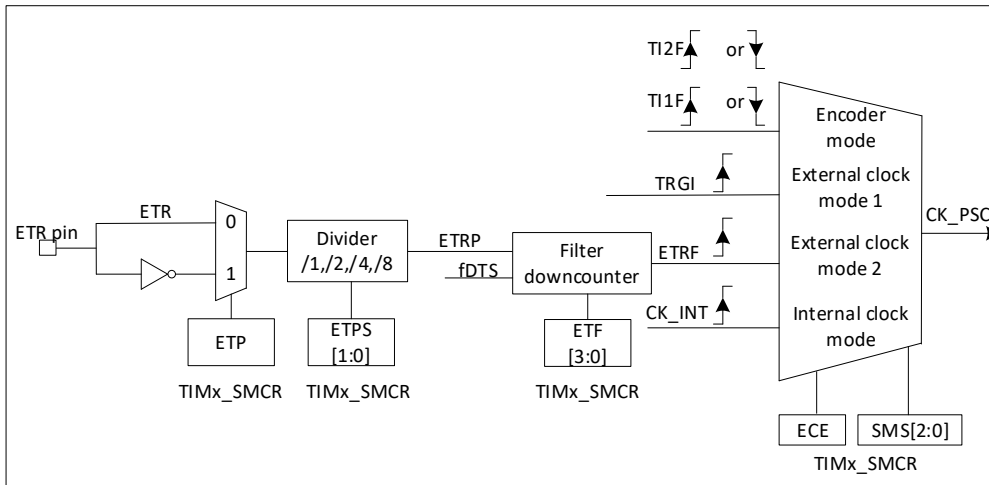 TI2F or
TI1F or
Encoder mode
TRGI
External clock mode 1
ETR pin
ETR
0
1
Divider
/1,/2,/4,/8
ETRP
fDTS
Filter
downcounter
ETRF
External clock mode 2
CK_PSC
CK_INT
Internal clock mode
ETP
ETPS
[1:0]
ETF
[3:0]
TIMx_SMCR
TIMx_SMCR
TIMx_SMCR
ECE
SMS[2:0]
TIMx_SMCR